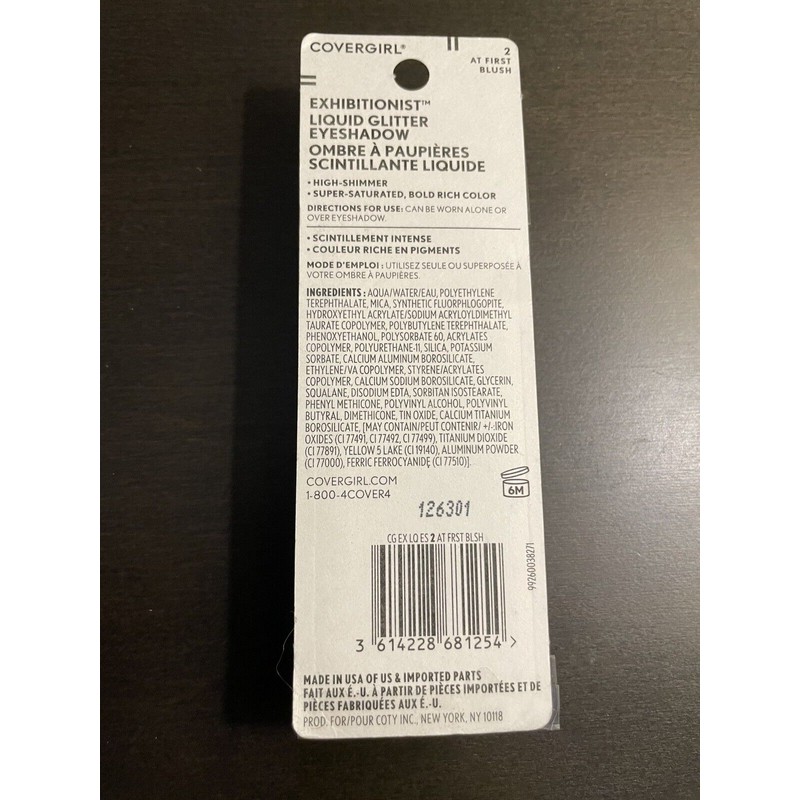 COVERGIRL®
2
AT FIRST
BLUSH
EXHIBITIONIST™
LIQUID GLITTER
EYESHADOW
OMBRE À PAUPIÈRES
SCINTILLANTE LIQUIDE
• HIGH-SHIMMER
• SUPER-SATURATED, BOLD RICH COLOR
DIRECTIONS FOR USE: CAN BE WORN ALONE OR
OVER EYESHADOW.
• SCINTILLEMENT INTENSE
• COULEUR RICHE EN PIGMENTS
MODE D'EMPLOI : UTILISEZ SEULE OU SUPERPOSÉE À
VOTRE OMBRE À PAUPIÈRES.
INGREDIENTS : AQUA/WATER/EAU, POLYETHYLENE
TEREPHTHALATE, MICA, SYNTHETIC FLUORPHLOGOPITE,
HYDROXYETHYL ACRYLATE/SODIUM ACRYLOYLDIMETHYL
TAURATE COPOLYMER, POLYBUTYLENE TEREPHTHALATE,
PHENOXYETHANOL, POLYSORBATE 60, ACRYLATES
COPOLYMER, POLYURETHANE-11, SILICA, POTASSIUM
SORBATE, CALCIUM ALUMINUM BOROSILICATE,
ETHYLENE/VA COPOLYMER, STYRENE/ACRYLATES
COPOLYMER, CALCIUM SODIUM BOROSILICATE, GLYCERIN,
SQUALANE, DISODIUM EDTA, SORBITAN ISOSTEARATE,
PHENYL METHICONE, POLYVINYL ALCOHOL, POLYVINYL
BUTYRAL, DIMETHICONE, TIN OXIDE, CALCIUM TITANIUM
BOROSILICATE, [MAY CONTAIN/PEUT CONTENIR/ +/-:IRON
OXIDES (CI 77491, CI 77492, CI 77499), TITANIUM DIOXIDE
(CI 77891), YELLOW 5 LAKE (CI 19140), ALUMINUM POWDER
(CI 77000), FERRIC FERROCYANIDE (CI 77510)].
COVERGIRL.COM
1-800-4COVER4
6M
126301
CG EX LQ ES 2 AT FRST BLSH
99260038271
3 614228 681254 >
MADE IN USA OF US & IMPORTED PARTS
FAIT AUX É.-U. À PARTIR DE PIÈCES IMPORTÉES ET DE
PIÈCES FABRIQUÉES AUX É.-U.
PROD. FOR/POUR COTY INC., NEW YORK, NY 10118